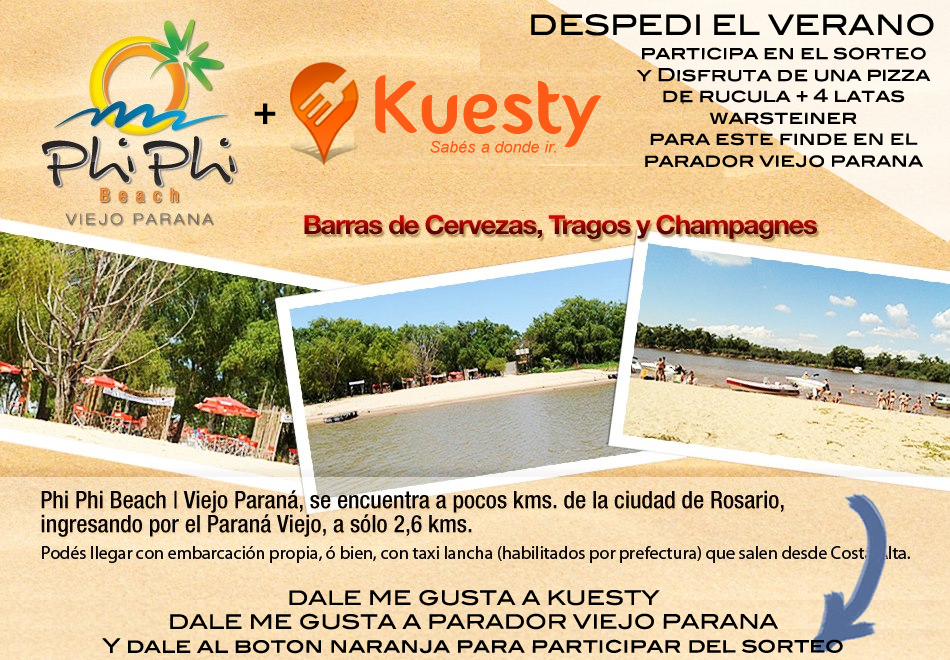 Phi Phi
Beach
VIEJO PARANA
+
Kuesty
Sabés a donde ir.
DESPEDI EL VERANO
PARTICIPA EN EL SORTEO
Y DISFRUTA DE UNA PIZZA
DE RUCULA + 4 LATAS
WARSTEINER
PARA ESTE FINDE EN EL
PARADOR VIEJO PARANA
Barras de Cervezas, Tragos y Champagnes
Phi Phi Beach | Viejo Paraná, se encuentra a pocos kms. de la ciudad de Rosario,
ingresando por el Paraná Viejo, a sólo 2,6 kms.
Podés llegar con embarcación propia, ó bien, con taxi lancha (habilitados por prefectura) que salen desde Costa Alta.
DALE ME GUSTA A KUESTY
DALE ME GUSTA A PARADOR VIEJO PARANA
Y DALE AL BOTON NARANJA PARA PARTICIPAR DEL SORTEO